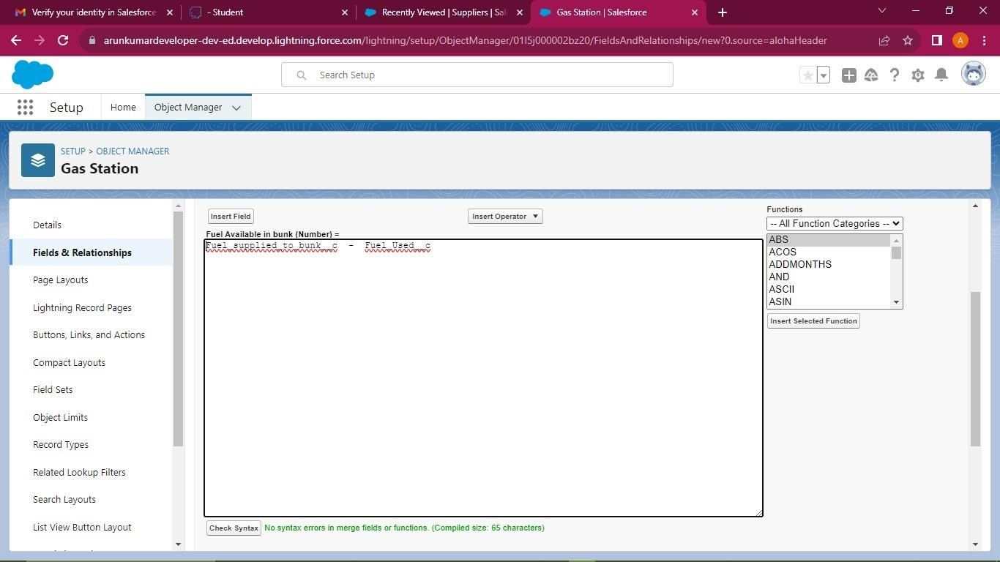 Verify your identity in Salesforce
- Student
Recently Viewed | Suppliers | Sal
Gas Station | Salesforce
arunkumardeveloper-dev-ed.develop.lightning.force.com/lightning/setup/ObjectManager/01I5j000002bz20/FieldsAndRelationships/new?0.source=alohaHeader
A
Search Setup
Setup
Home
Object Manager
SETUP > OBJECT MANAGER
Gas Station
Details
Fields & Relationships
Page Layouts
Lightning Record Pages
Buttons, Links, and Actions
Compact Layouts
Field Sets
Object Limits
Record Types
Related Lookup Filters
Search Layouts
List View Button Layout
Insert Field
Insert Operator
Fuel Available in bunk (Number) =
Fuel_supplied_to_bunk__c - Fuel_Used__c
Check Syntax No syntax errors in merge fields or functions. (Compiled size: 65 characters)
Functions
-- All Function Categories --
ABS
ACOS
ADDMONTHS
AND
ASCII
ASIN
Insert Selected Function